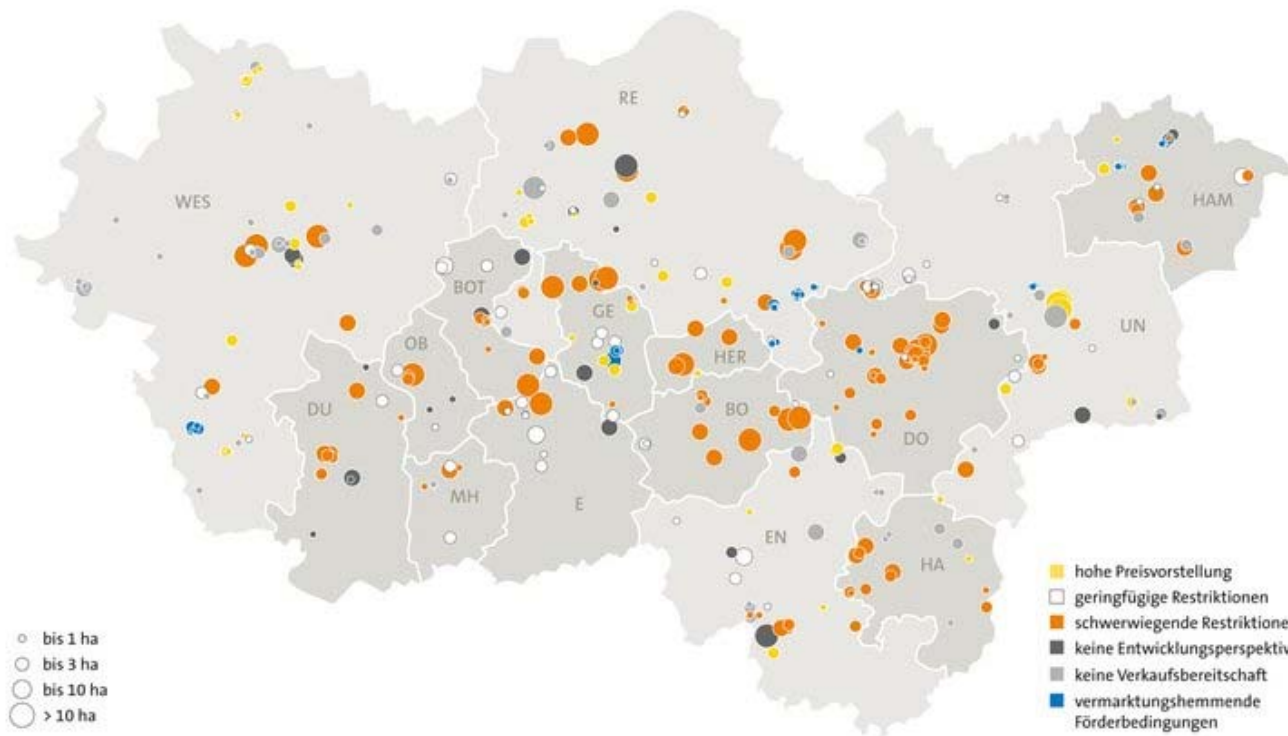 RE
WES
HAM
BOT
GE
UN
OB
HER
DU
BO
DO
MH
E
EN
HA
hohe Preisvorstellung
geringfügige Restriktionen
schwerwiegende Restriktione
keine Entwicklungsperspektiv
keine Verkaufsbereitschaft
vermarktungshemmende
Förderbedingungen
bis 1 ha
bis 3 ha
bis 10 ha
> 10 ha